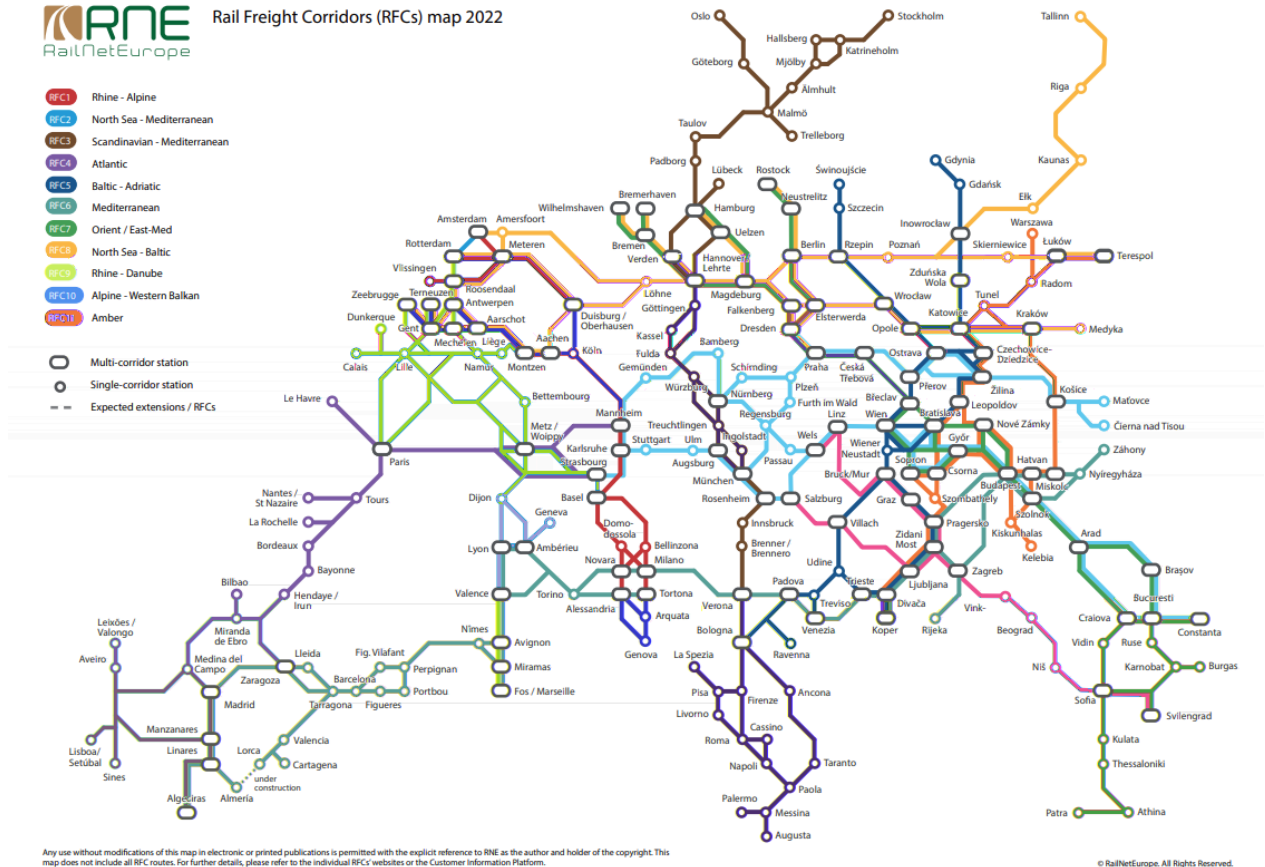 RNE
RailNetEurope
Rail Freight Corridors (RFCs) map 2022
RFC1 Rhine - Alpine
RFC2 North Sea - Mediterranean
RFC3 Scandinavian - Mediterranean
RFC4 Atlantic
RFC5 Baltic - Adriatic
RFC6 Mediterranean
RFC7 Orient / East-Med
RFC8 North Sea - Baltic
RFC9 Rhine - Danube
RFC10 Alpine - Western Balkan
RFC11 Amber
Multi-corridor station
Single-corridor station
Expected extensions / RFCs
Oslo
Stockholm
Tallinn
Hallsberg
Katrineholm
Göteborg
Mjölby
Älmhult
Riga
Malmö
Taulov
Trelleborg
Padborg
Kaunas
Lübeck
Rostock
Świnoujście
Gdynia
Gdańsk
Bremerhaven
Wilhelmshaven
Neustrelitz
Ełk
Hamburg
Szczecin
Inowrocław
Warszawa
Amsterdam
Amersfoort
Bremen
Uelzen
Rotterdam
Meteren
Verden
Hannover
Lehrte
Berlin
Rzepin
Poznań
Skierniewice
Łuków
Terespol
Vlissingen
Roosendaal
Löhne
Magdeburg
Zduńska
Wola
Radom
Zeebrugge
Terneuzen
Antwerpen
Göttingen
Falkenberg
Elsterwerda
Wrocław
Tunel
Dunkerque
Gent
Aarschot
Duisburg /
Oberhausen
Dresden
Opole
Katowice
Kraków
Medyka
Mechelen
Liège
Aachen
Kassel
Calais
Lille
Namur
Montzen
Köln
Fulda
Bamberg
Praha
Česká
Třebová
Ostrava
Czechowice-
Dziedzice
Gemünden
Schirnding
Plzeň
Přerov
Žilina
Košice
Le Havre
Bettembourg
Würzburg
Nürnberg
Furth im Wald
Břeclav
Leopoldov
Maťovce
Mannheim
Regensburg
Linz
Wien
Bratislava
Čierna nad Tisou
Metz /
Woippy
Treuchtlingen
Ingolstadt
Wels
Nové Zámky
Karlsruhe
Stuttgart
Ulm
Wiener
Neustadt
Győr
Hatvan
Záhony
Paris
Strasbourg
Augsburg
Passau
Sopron
Csorna
Bruck/Mur
Budapest
Miskolc
Nyíregyháza
München
Nantes /
St Nazaire
Tours
Dijon
Basel
Rosenheim
Salzburg
Graz
Szombathely
Szolnok
La Rochelle
Geneva
Domo-
dossola
Innsbruck
Villach
Pragersko
Kiskunhalas
Bordeaux
Lyon
Ambérieu
Bellinzona
Brenner /
Brennero
Zidani
Most
Kelebia
Arad
Bayonne
Novara
Milano
Udine
Ljubljana
Zagreb
Brașov
Bilbao
Hendaye /
Irun
Valence
Torino
Alessandria
Tortona
Verona
Padova
Treviso
Trieste
Divača
Vink-
Bucuresti
Leixões /
Valongo
Miranda
de Ebro
Arquata
Venezia
Koper
Rijeka
Beograd
Craiova
Constanta
Nîmes
Avignon
Genova
Bologna
Ravenna
Vidin
Ruse
Aveiro
Medina del
Campo
Lleida
Fig.Vilafant
Perpignan
Miramas
La Spezia
Niš
Karnobat
Burgas
Zaragoza
Barcelona
Portbou
Fos / Marseille
Pisa
Firenze
Ancona
Sofia
Madrid
Tarragona
Figueres
Livorno
Svilengrad
Manzanares
Cassino
Lisboa/
Setúbal
Linares
Lorca
Valencia
Roma
Kulata
Sines
Cartagena
Napoli
Taranto
Thessaloniki
under
construction
Algeciras
Almería
Paola
Palermo
Messina
Patra
Athina
Augusta
Any use without modifications of this map in electronic or printed publications is permitted with the explicit reference to RNE as the author and holder of the copyright. This
map does not include all RFC routes. For further details, please refer to the individual RFCs' websites or the Customer Information Platform.
© RailNetEurope. All Rights Reserved.